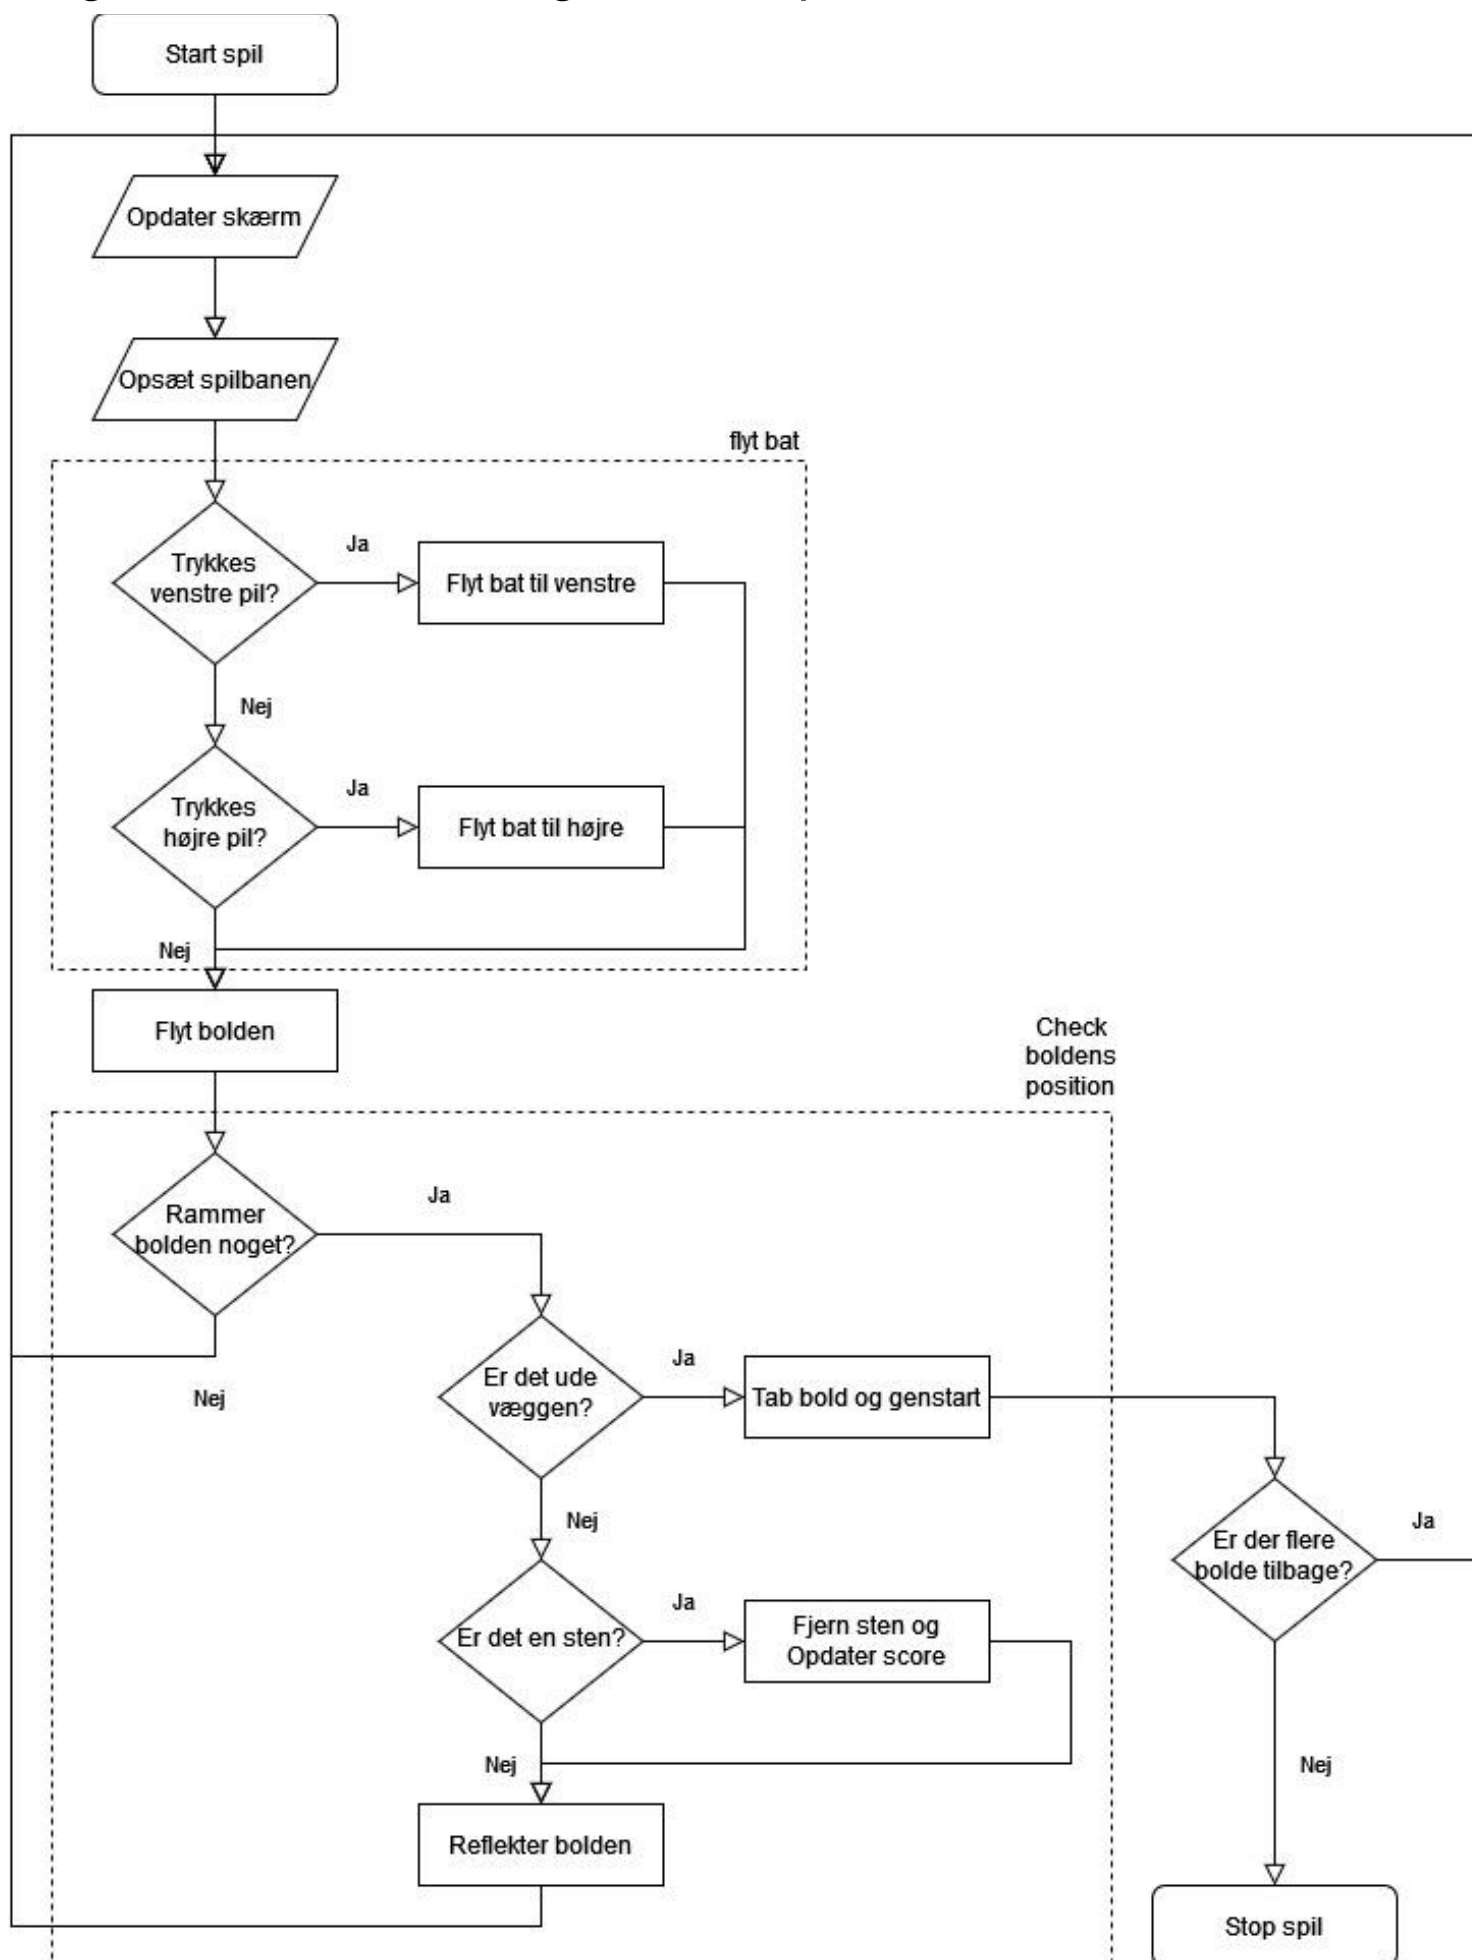 Start spil
Opdater skærm
Opsæt spilbanen
flyt bat
Trykkes
venstre pil?
Ja
Flyt bat til venstre
Nej
Trykkes
højre pil?
Ja
Flyt bat til højre
Nej
Flyt bolden
Check
boldens
position
Rammer
bolden noget?
Ja
Nej
Er det ude
væggen?
Ja
Tab bold og genstart
Nej
Er der flere
bolde tilbage?
Ja
Er det en sten?
Ja
Fjern sten og
Opdater score
Nej
Nej
Reflekter bolden
Stop spil